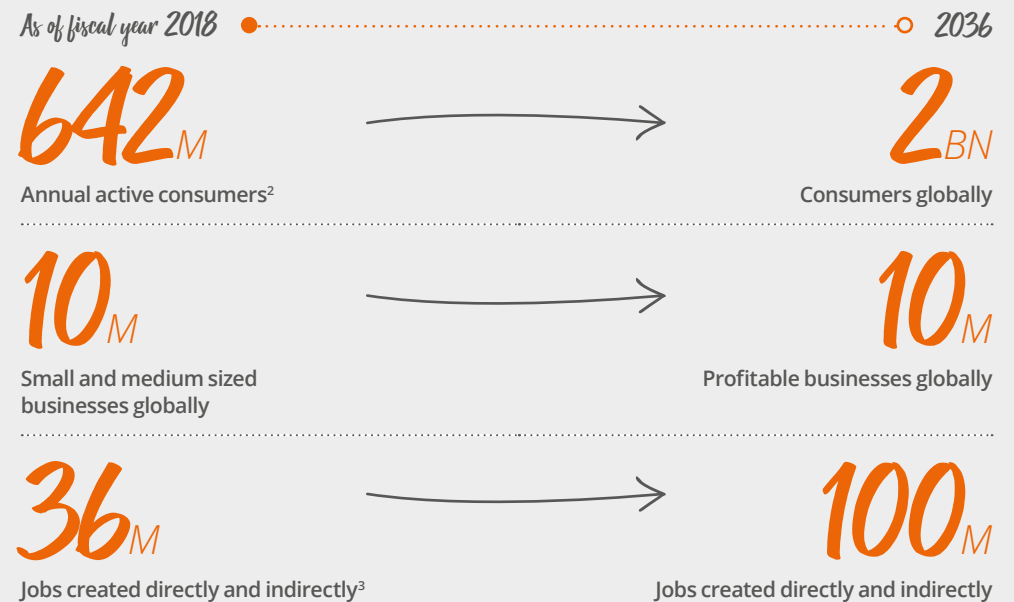 As of fiscal year 2018 2036
642M 2BN
Annual active consumers² Consumers globally
10M 10M
Small and medium sized Profitable businesses globally
businesses globally
36M 100M
Jobs created directly and indirectly³ Jobs created directly and indirectly